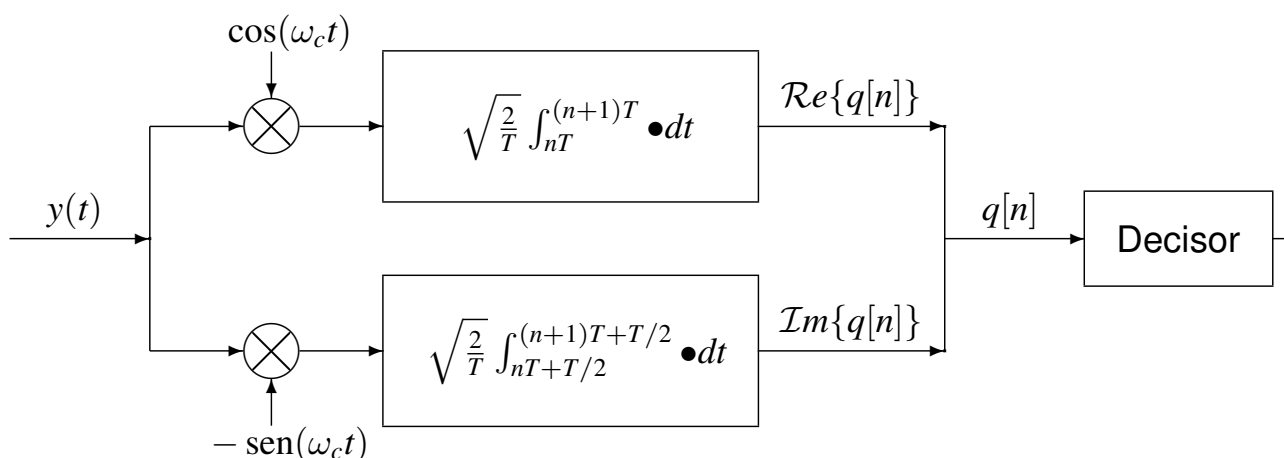 cos(ω_c t)
√(2/T) ∫_{nT}^{(n+1)T} •dt
ℛe{q[n]}
y(t)
q[n]
Decisor
√(2/T) ∫_{nT+T/2}^{(n+1)T+T/2} •dt
ℐm{q[n]}
− sen(ω_c t)